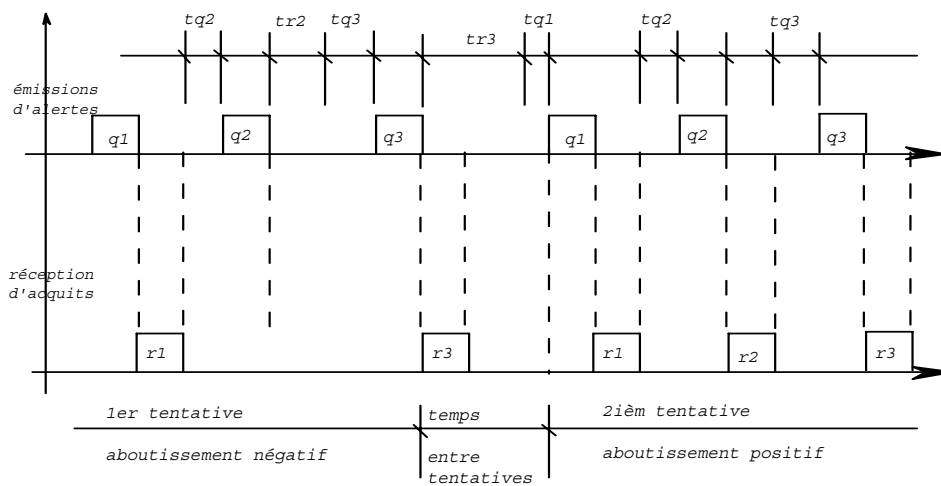 tq2 tr2 tq3 tr3 tq1 tq2 tq3
émissions
d'alertes
q1 q2 q3 q1 q2 q3
réception
d'acquits
r1 r3 r1 r2 r3
1er tentative temps 2ièm tentative
aboutissement négatif entre aboutissement positif
tentatives